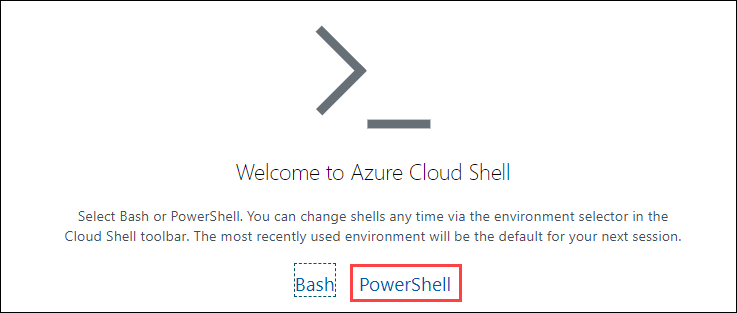 Welcome to Azure Cloud Shell
Select Bash or PowerShell. You can change shells any time via the environment selector in the
Cloud Shell toolbar. The most recently used environment will be the default for your next session.
Bash PowerShell